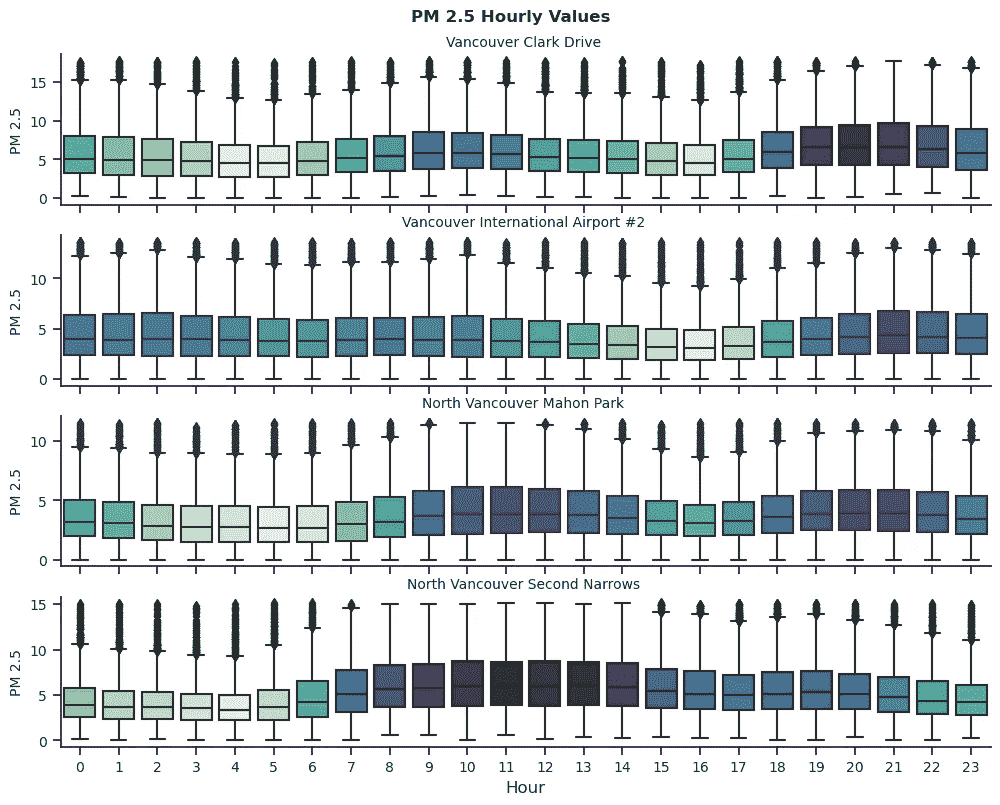 PM 2.5 Hourly Values
Vancouver Clark Drive
PM 2.5
15
10
5
0
Vancouver International Airport #2
PM 2.5
10
5
0
North Vancouver Mahon Park
PM 2.5
10
5
0
North Vancouver Second Narrows
PM 2.5
15
10
5
0
0 1 2 3 4 5 6 7 8 9 10 11 12 13 14 15 16 17 18 19 20 21 22 23
Hour